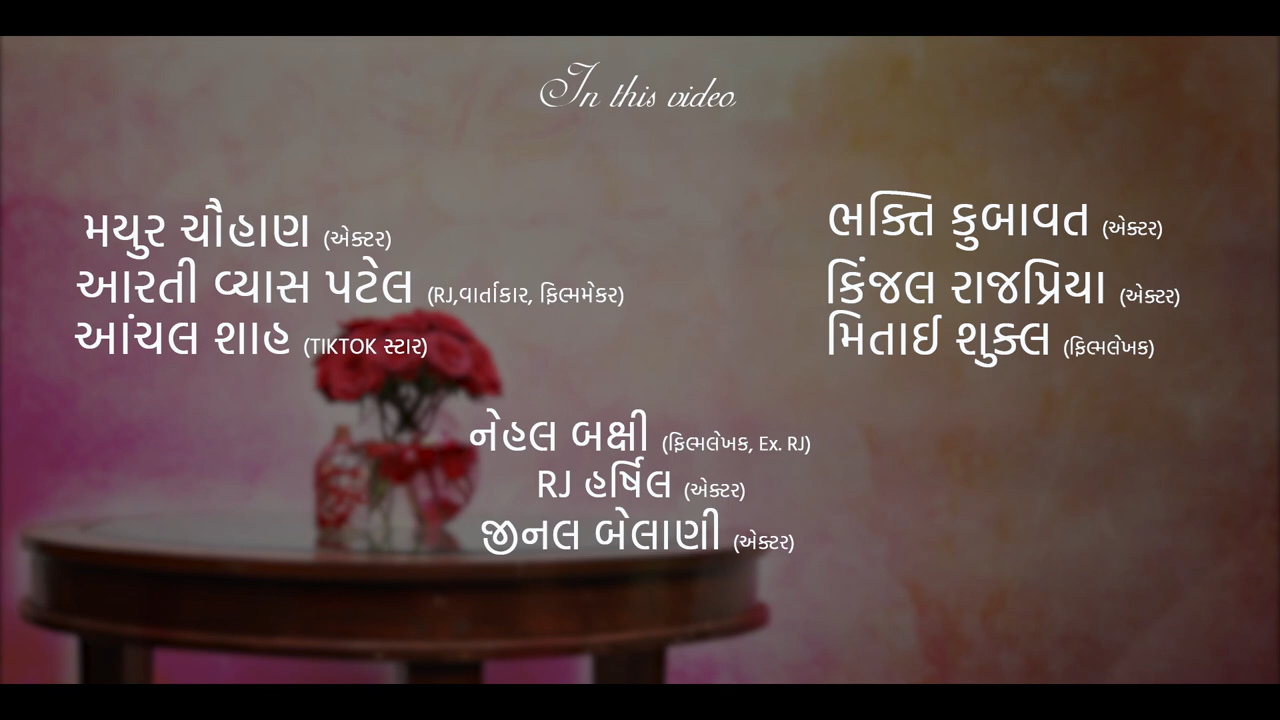 In this video
મયુર ચૌહાણ (એક્ટર)
આરતી વ્યાસ પટેલ (RJ,વાર્તાકાર, ફિલ્મમેકર)
આંચલ શાહ (TIKTOK સ્ટાર)
ભક્તિ કુબાવત (એક્ટર)
કિંજલ રાજપ્રિયા (એક્ટર)
મિતાઈ શુક્લ (ફિલ્મલેખક)
નેહલ બક્ષી (ફિલ્મલેખક, Ex. RJ)
RJ હર્ષિલ (એક્ટર)
જીનલ બેલાણી (એક્ટર)